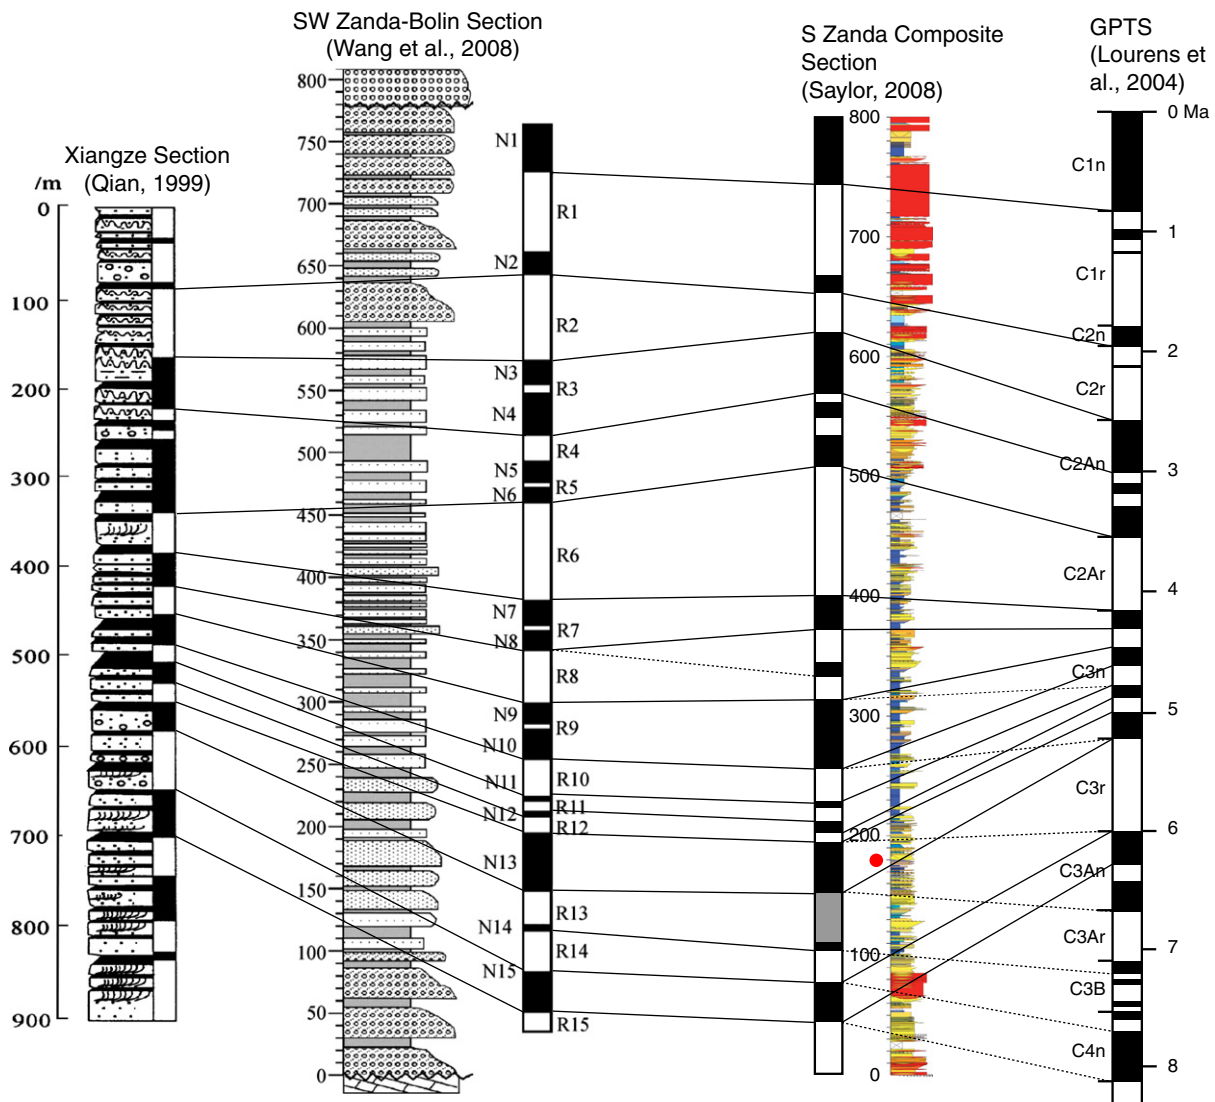 SW Zanda-Bolin Section
(Wang et al., 2008)
S Zanda Composite
Section
(Saylor, 2008)
GPTS
(Lourens et
al., 2004)
Xiangze Section
(Qian, 1999)
/m
0
100
200
300
400
500
600
700
800
900
800
750
700
650
600
550
500
450
400
350
300
250
200
150
100
50
0
N1
N2
N3
N4
N5
N6
N7
N8
N9
N10
N11
N12
N13
N14
N15
R1
R2
R3
R4
R5
R6
R7
R8
R9
R10
R11
R12
R13
R14
R15
800
700
600
500
400
300
200
100
0
C1n
C1r
C2n
C2r
C2An
C2Ar
C3n
C3r
C3An
C3Ar
C3B
C4n
0 Ma
1
2
3
4
5
6
7
8